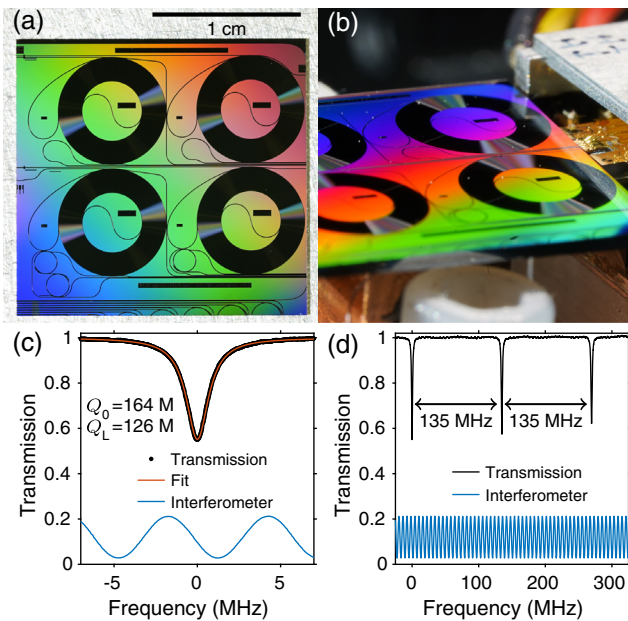 (a)
1 cm
(b)
(c)
Transmission
1
0.8
0.6
0.4
0.2
0
Q₀=164 M
Q_L=126 M
Transmission
Fit
Interferometer
-5
0
5
Frequency (MHz)
(d)
Transmission
1
0.8
0.6
0.4
0.2
0
135 MHz
135 MHz
Transmission
Interferometer
0
100
200
300
Frequency (MHz)